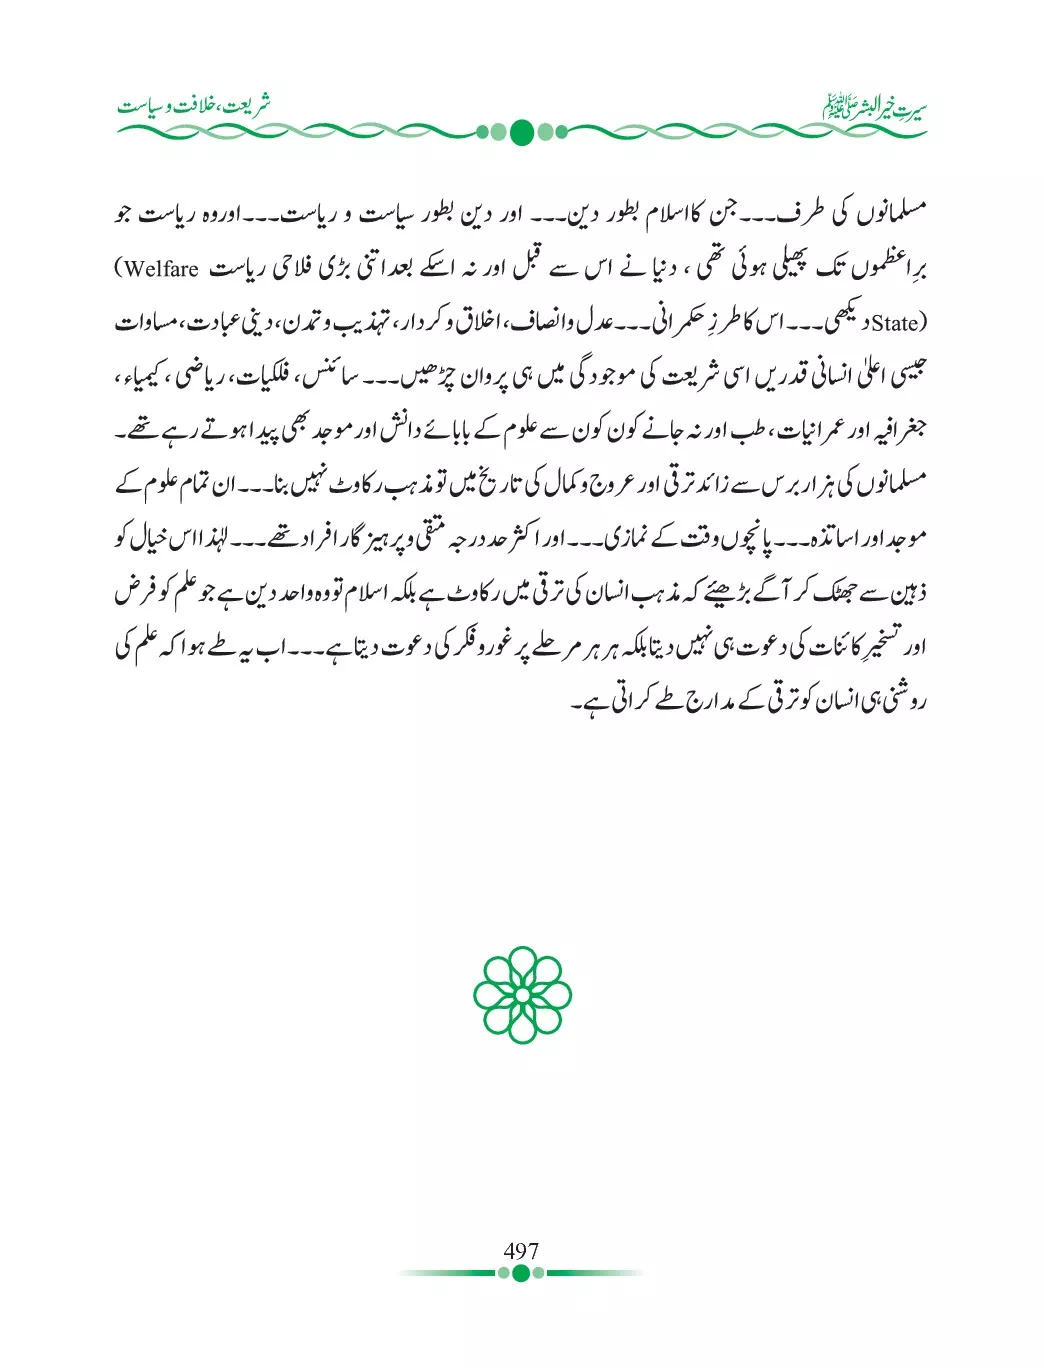 سیرتِ خیرالبشرﷺ
شریعت، خلافت و سیاست
مسلمانوں کی طرف۔۔۔جن کااسلام بطور دین۔۔۔ اور دین بطور سیاست و ریاست۔۔۔اوروہ ریاست جو
برِاعظموں تک پھیلی ہوئی تھی ، دنیا نے اس سے قبل اور نہ اسکے بعد اتنی بڑی فلاحی ریاست (Welfare
State) دیکھی۔۔۔ اس کا طرزِ حکمرانی۔۔۔عدل وانصاف، اخلاق و کردار، تہذیب و تمدن، دینی عبادت، مساوات
جیسی اعلیٰ انسانی قدریں اسی شریعت کی موجودگی میں ہی پروان چڑھیں۔۔۔ سائنس، فلکیات، ریاضی ، کیمیاء ،
جغرافیہ اور عمرانیات ، طب اور نہ جانے کون کون سے علوم کے بابائے دانش اور موجد بھی پیدا ہوتے رہے تھے۔
مسلمانوں کی ہزار برس سے زائد ترقی اور عروج و کمال کی تاریخ میں تو مذہب رکاوٹ نہیں بنا۔۔۔ ان تمام علوم کے
موجد اور اساتذہ۔۔۔ پانچوں وقت کے نمازی۔۔۔ اور اکثر حد درجہ متقی و پرہیزگار افراد تھے۔۔۔ لہٰذا اس خیال کو
ذہین سے جھٹک کر آگے بڑھیئے کہ مذہب انسان کی ترقی میں رکاوٹ ہے بلکہ اسلام تو وہ واحد دین ہے جو علم کو فرض
اور تسخیرِ کائنات کی دعوت ہی نہیں دیتا بلکہ ہر ہر مرحلے پر غور و فکر کی دعوت دیتا ہے۔۔۔ اب یہ طے ہوا کہ علم کی
روشنی ہی انسان کو ترقی کے مدارج طے کراتی ہے۔
497